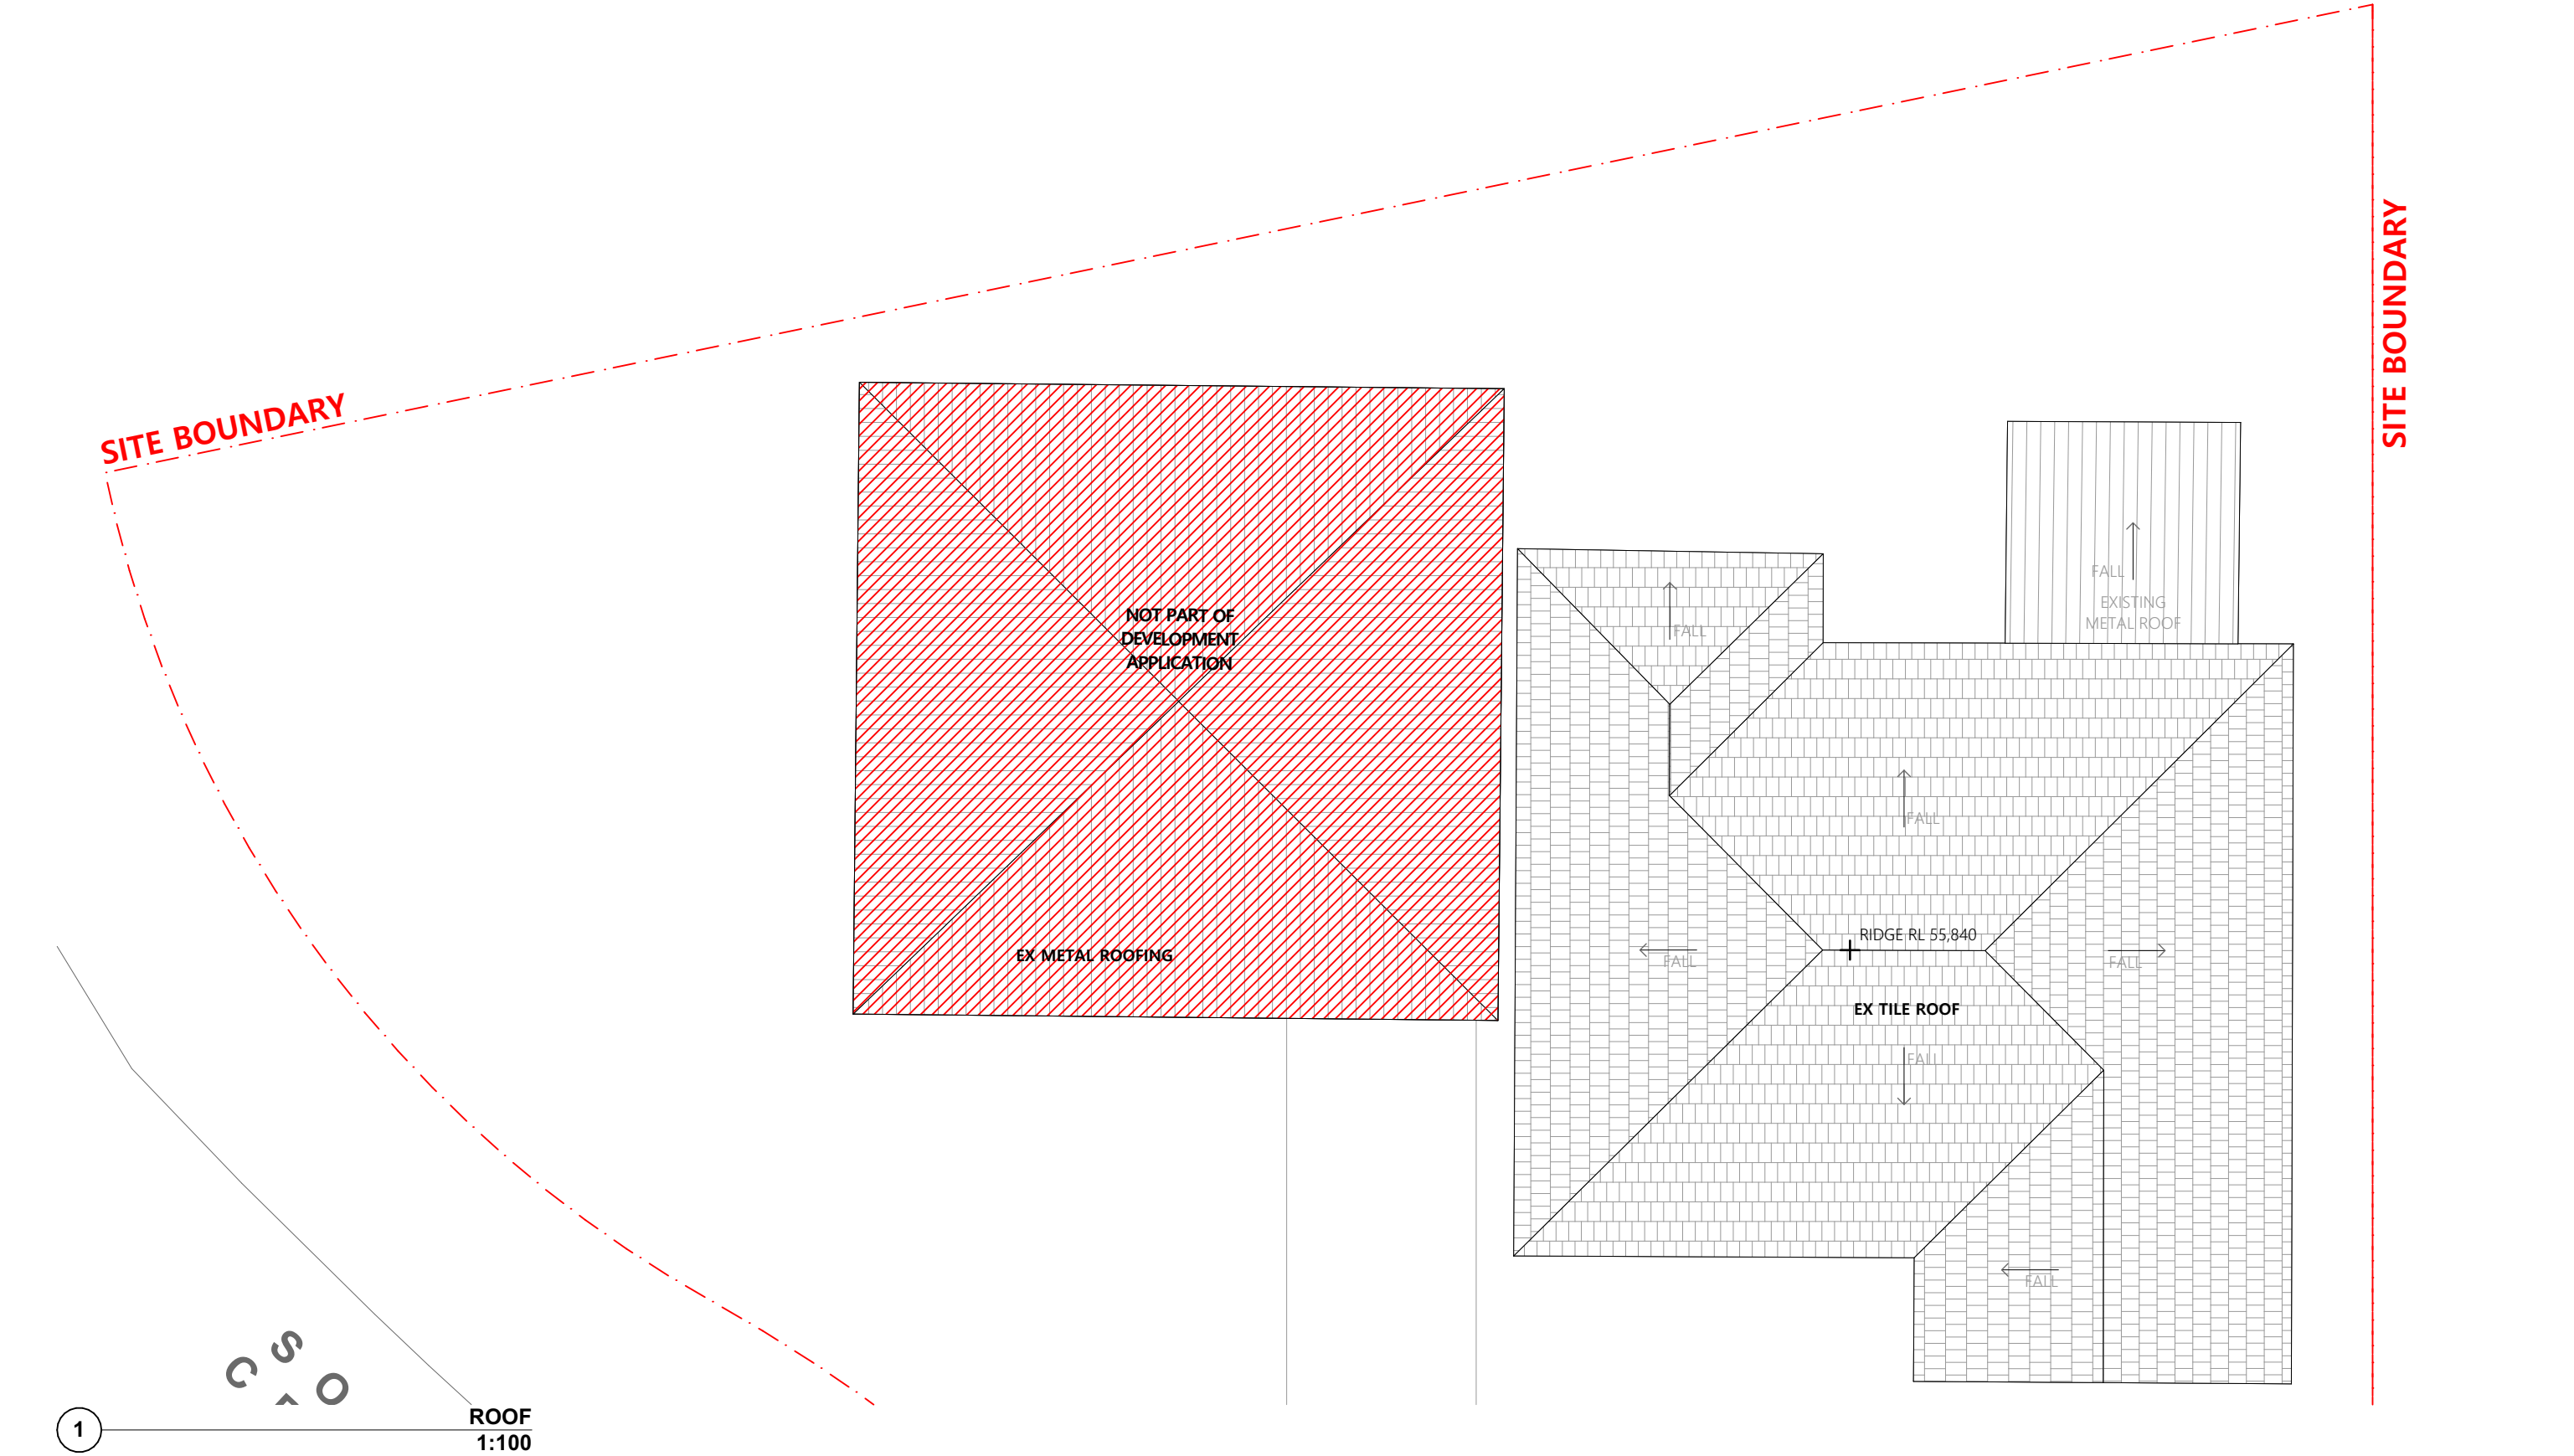 SITE BOUNDARY
SITE BOUNDARY
NOT PART OF
DEVELOPMENT
APPLICATION
EX METAL ROOFING
FALL
EXISTING
METAL ROOF
FALL
FALL
RIDGE RL 55,840
FALL
FALL
EX TILE ROOF
FALL
FALL
S
C
O
1
ROOF
1:100